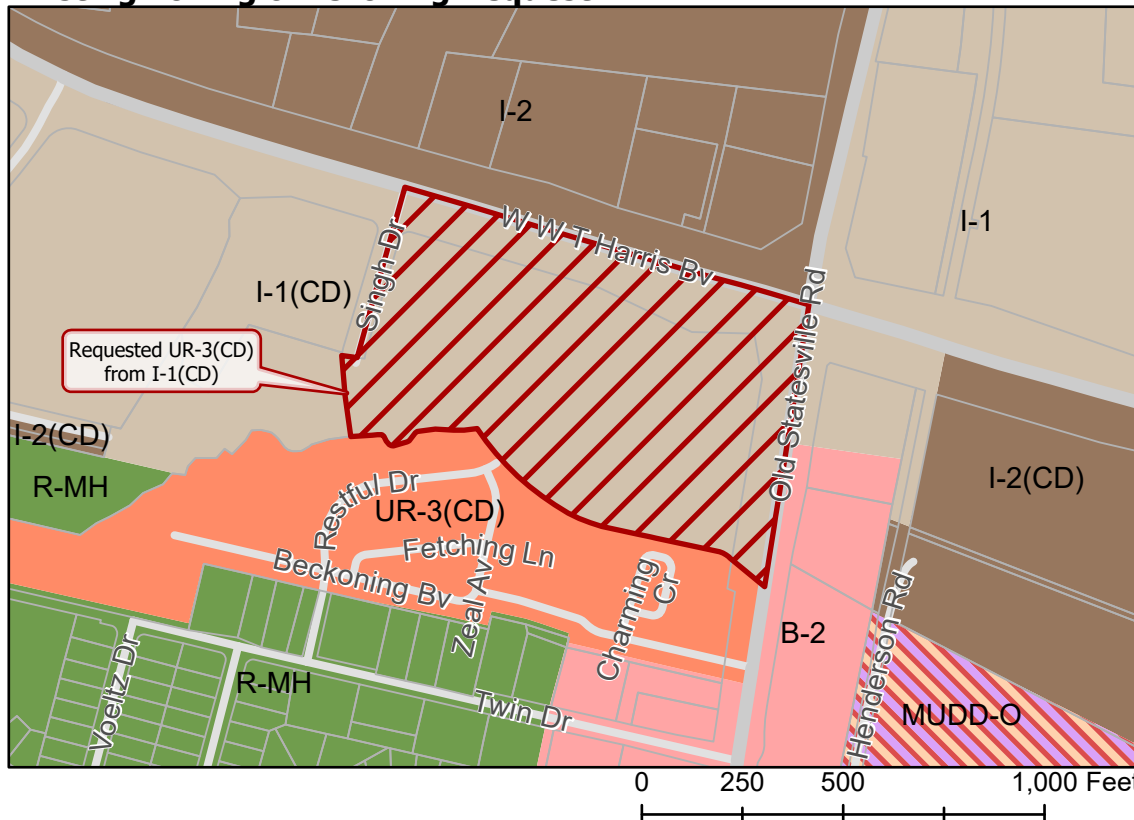 I-2
W W T Harris Bv
I-1
Singh Dr
I-1(CD)
Old Statesville Rd
Requested UR-3(CD)
from I-1(CD)
I-2(CD)
R-MH
I-2(CD)
Restful Dr
UR-3(CD)
Fetching Ln
Beckoning Bv
Zeal Av
Charming
Cr
B-2
Henderson Rd
Voeltz Dr
R-MH
Twin Dr
MUDD-O
0 250 500 1,000 Feet